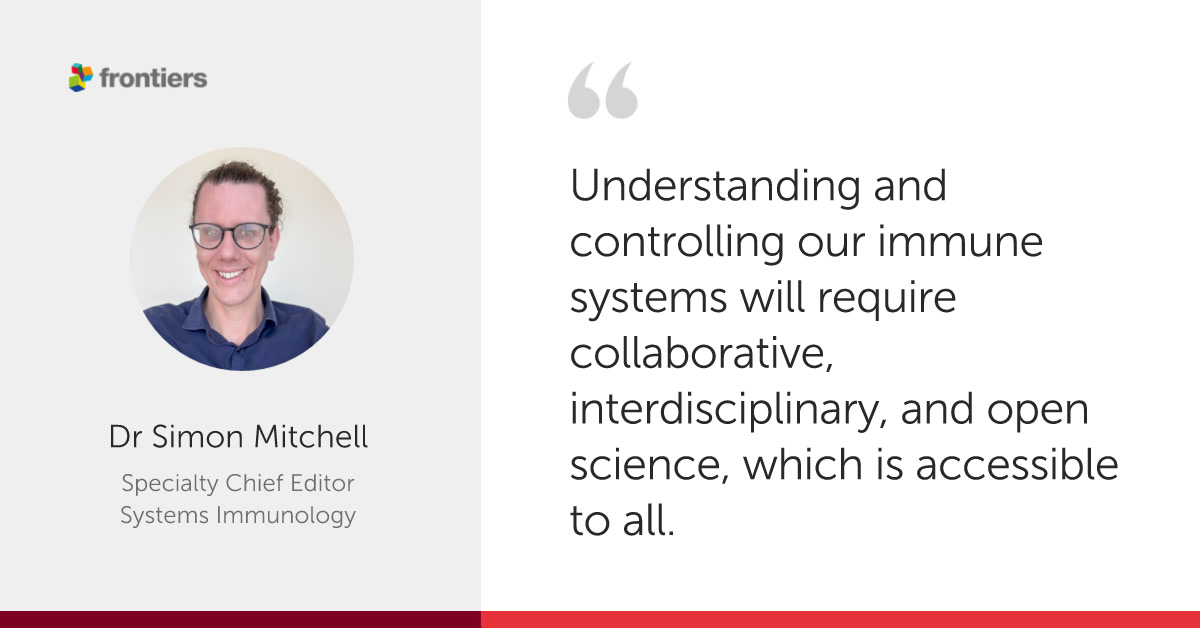 frontiers
Dr Simon Mitchell
Specialty Chief Editor
Systems Immunology
“
Understanding and
controlling our immune
systems will require
collaborative,
interdisciplinary, and open
science, which is accessible
to all.